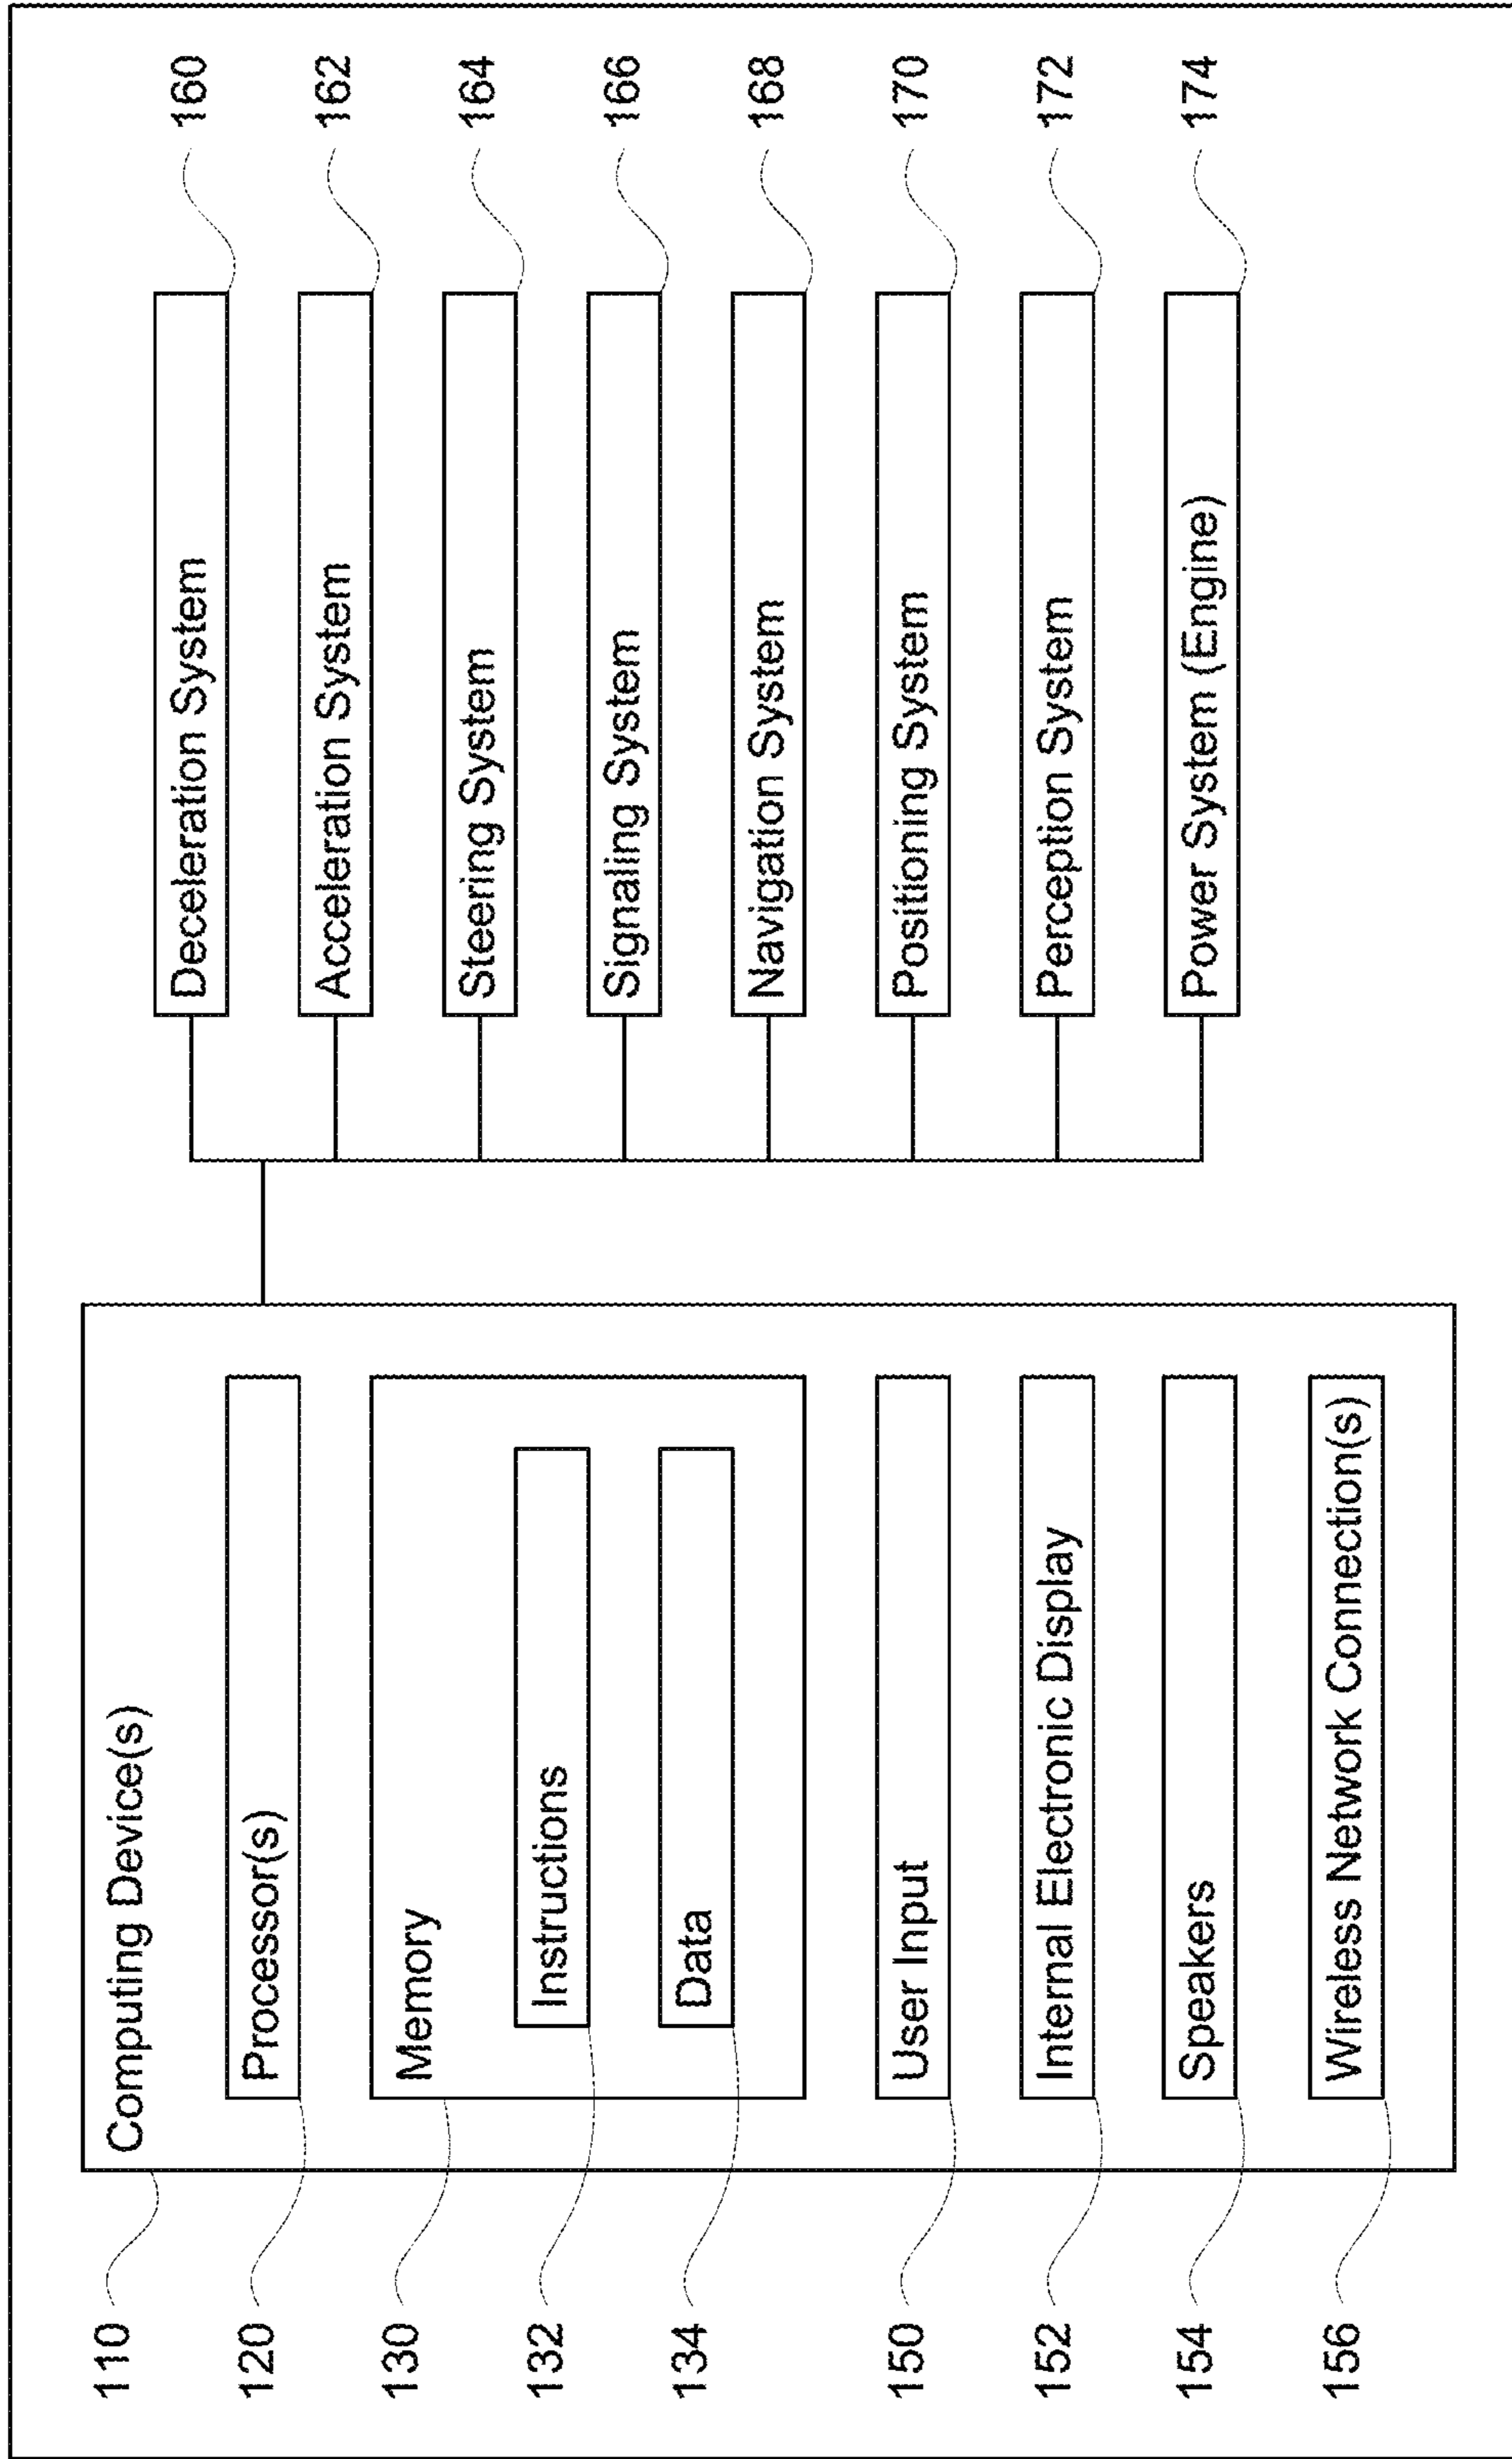 110
Computing Device(s)
120
Processor(s)
130
Memory
132
Instructions
134
Data
150
User Input
152
Internal Electronic Display
154
Speakers
156
Wireless Network Connection(s)
Deceleration System
160
Acceleration System
162
Steering System
164
Signaling System
166
Navigation System
168
Positioning System
170
Perception System
172
Power System (Engine)
174